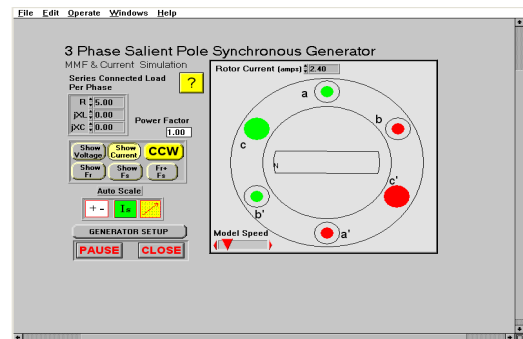 File Edit Operate Windows Help
3 Phase Salient Pole Synchronous Generator
MMF & Current Simulation
Series Connected Load
Per Phase
?
R 5.00
jXL 0.00
jXC 0.00
Power Factor
1.00
Show Voltage
Show Current
CCW
Show Fr
Show Fs
Fr+ Fs
Auto Scale
+ -
Is
GENERATOR SETUP
PAUSE
CLOSE
Rotor Current (amps) 2.40
a
b
c
N
c'
b'
a'
Model Speed